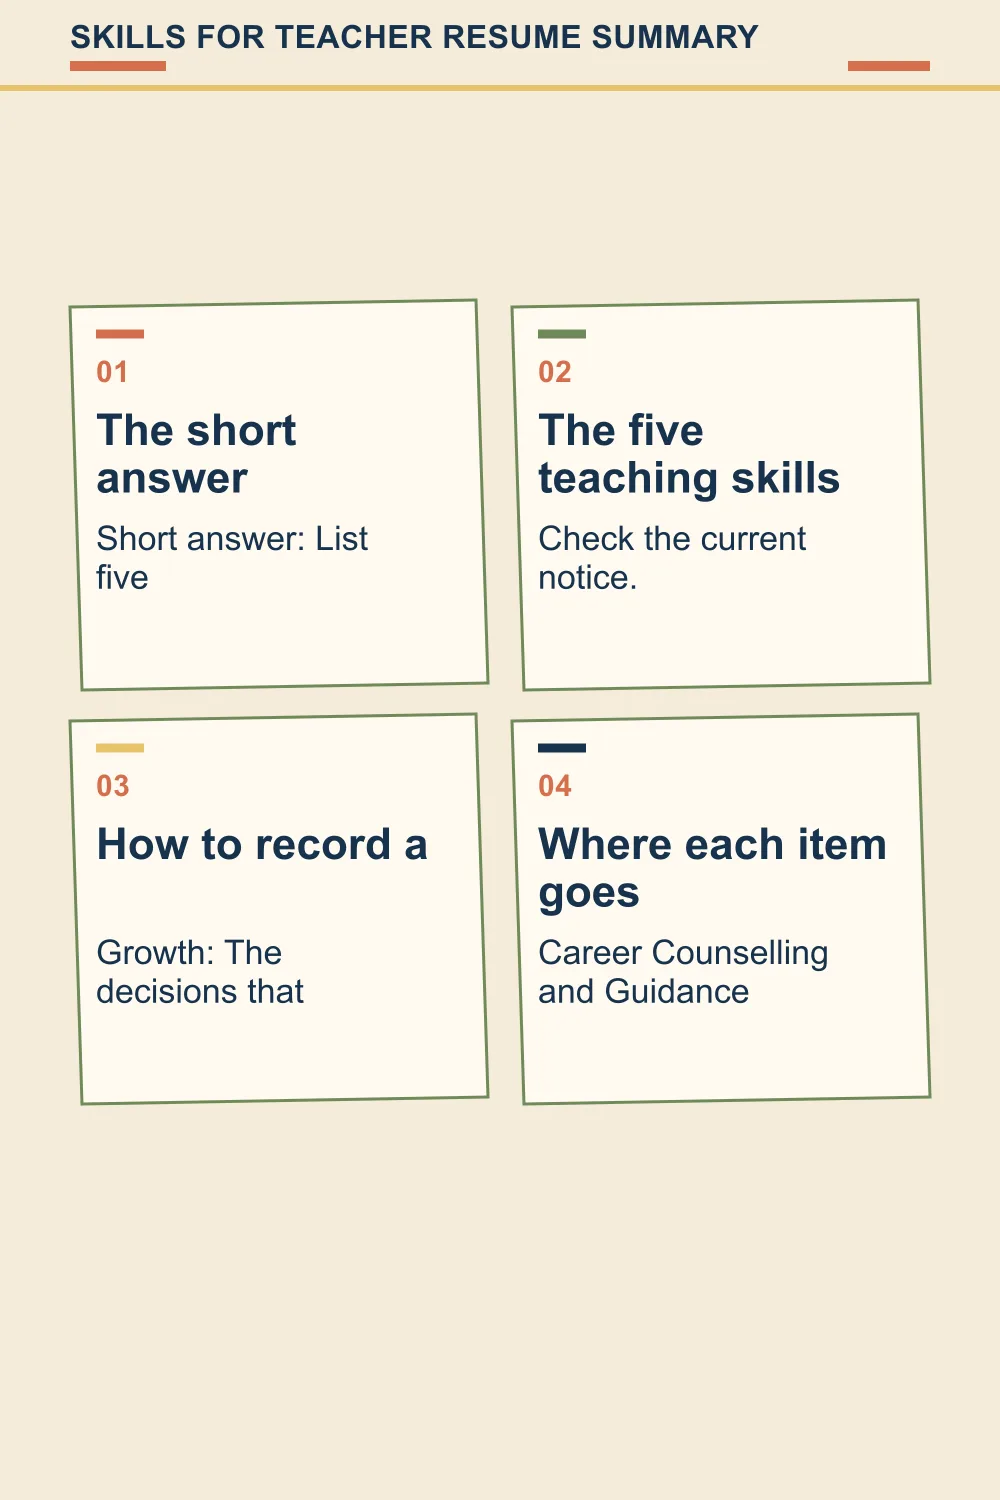 SKILLS FOR TEACHER RESUME SUMMARY
01
The short
answer
Short answer: List
five
02
The five
teaching skills
Check the current
notice.
03
How to record a
Growth: The
decisions that
04
Where each item
goes
Career Counselling
and Guidance